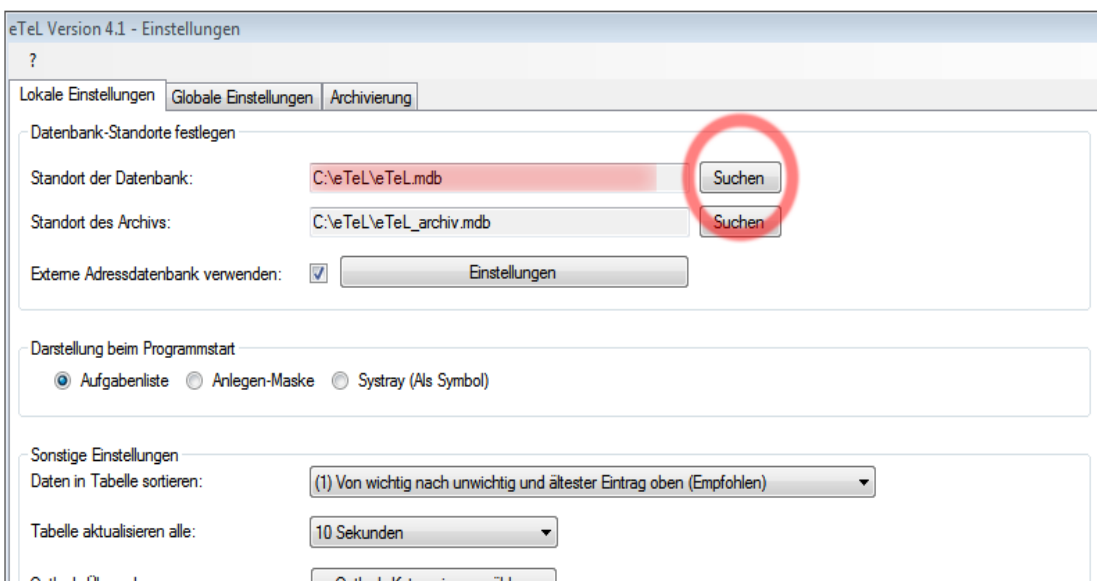 eTeL Version 4.1 - Einstellungen
?
Lokale Einstellungen Globale Einstellungen Archivierung
Datenbank-Standorte festlegen
Standort der Datenbank: C:\eTeL\eTeL.mdb Suchen
Standort des Archivs: C:\eTeL\eTeL_archiv.mdb Suchen
Externe Adressdatenbank verwenden: Einstellungen
Darstellung beim Programmstart
Aufgabenliste Anlegen-Maske Systray (Als Symbol)
Sonstige Einstellungen
Daten in Tabelle sortieren: (1) Von wichtig nach unwichtig und ältester Eintrag oben (Empfohlen)
Tabelle aktualisieren alle: 10 Sekunden